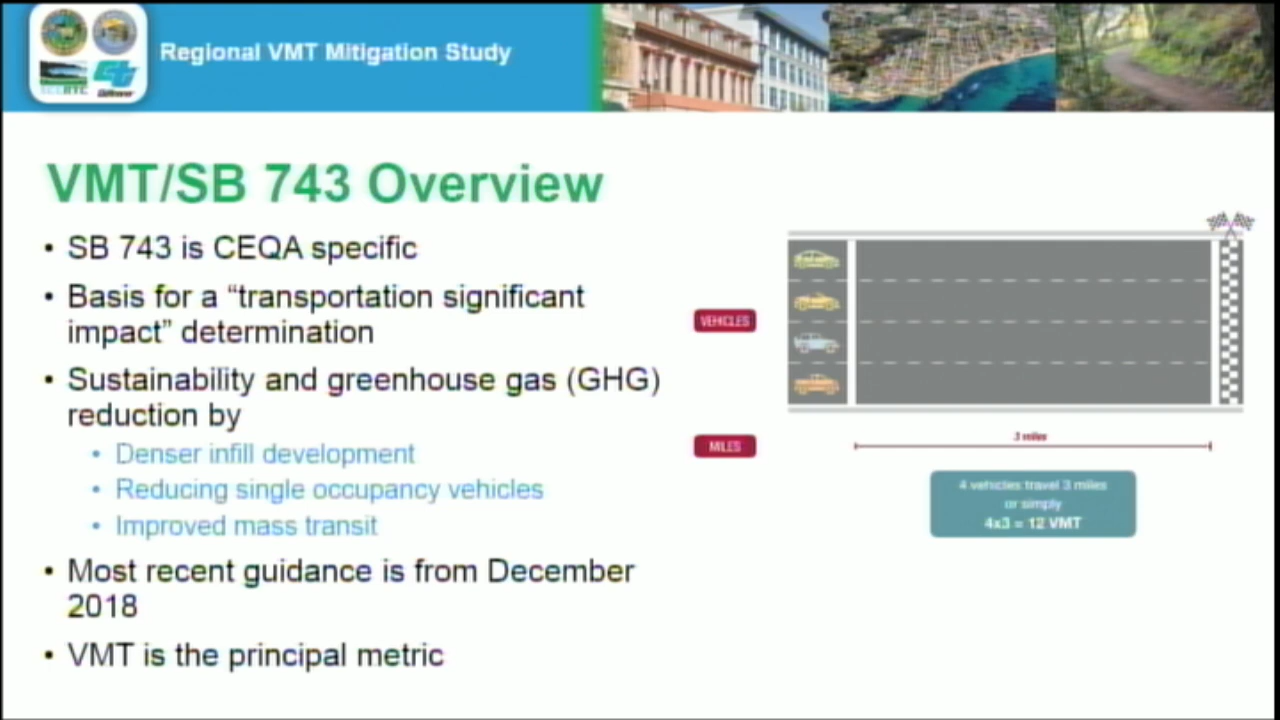 Regional VMT Mitigation Study
VMT/SB 743 Overview
• SB 743 is CEQA specific
• Basis for a “transportation significant
impact” determination
• Sustainability and greenhouse gas (GHG)
reduction by
• Denser infill development
• Reducing single occupancy vehicles
• Improved mass transit
• Most recent guidance is from December
2018
• VMT is the principal metric
VEHICLES
MILES
3 miles
4 vehicles travel 3 miles
or simply
4x3 = 12 VMT